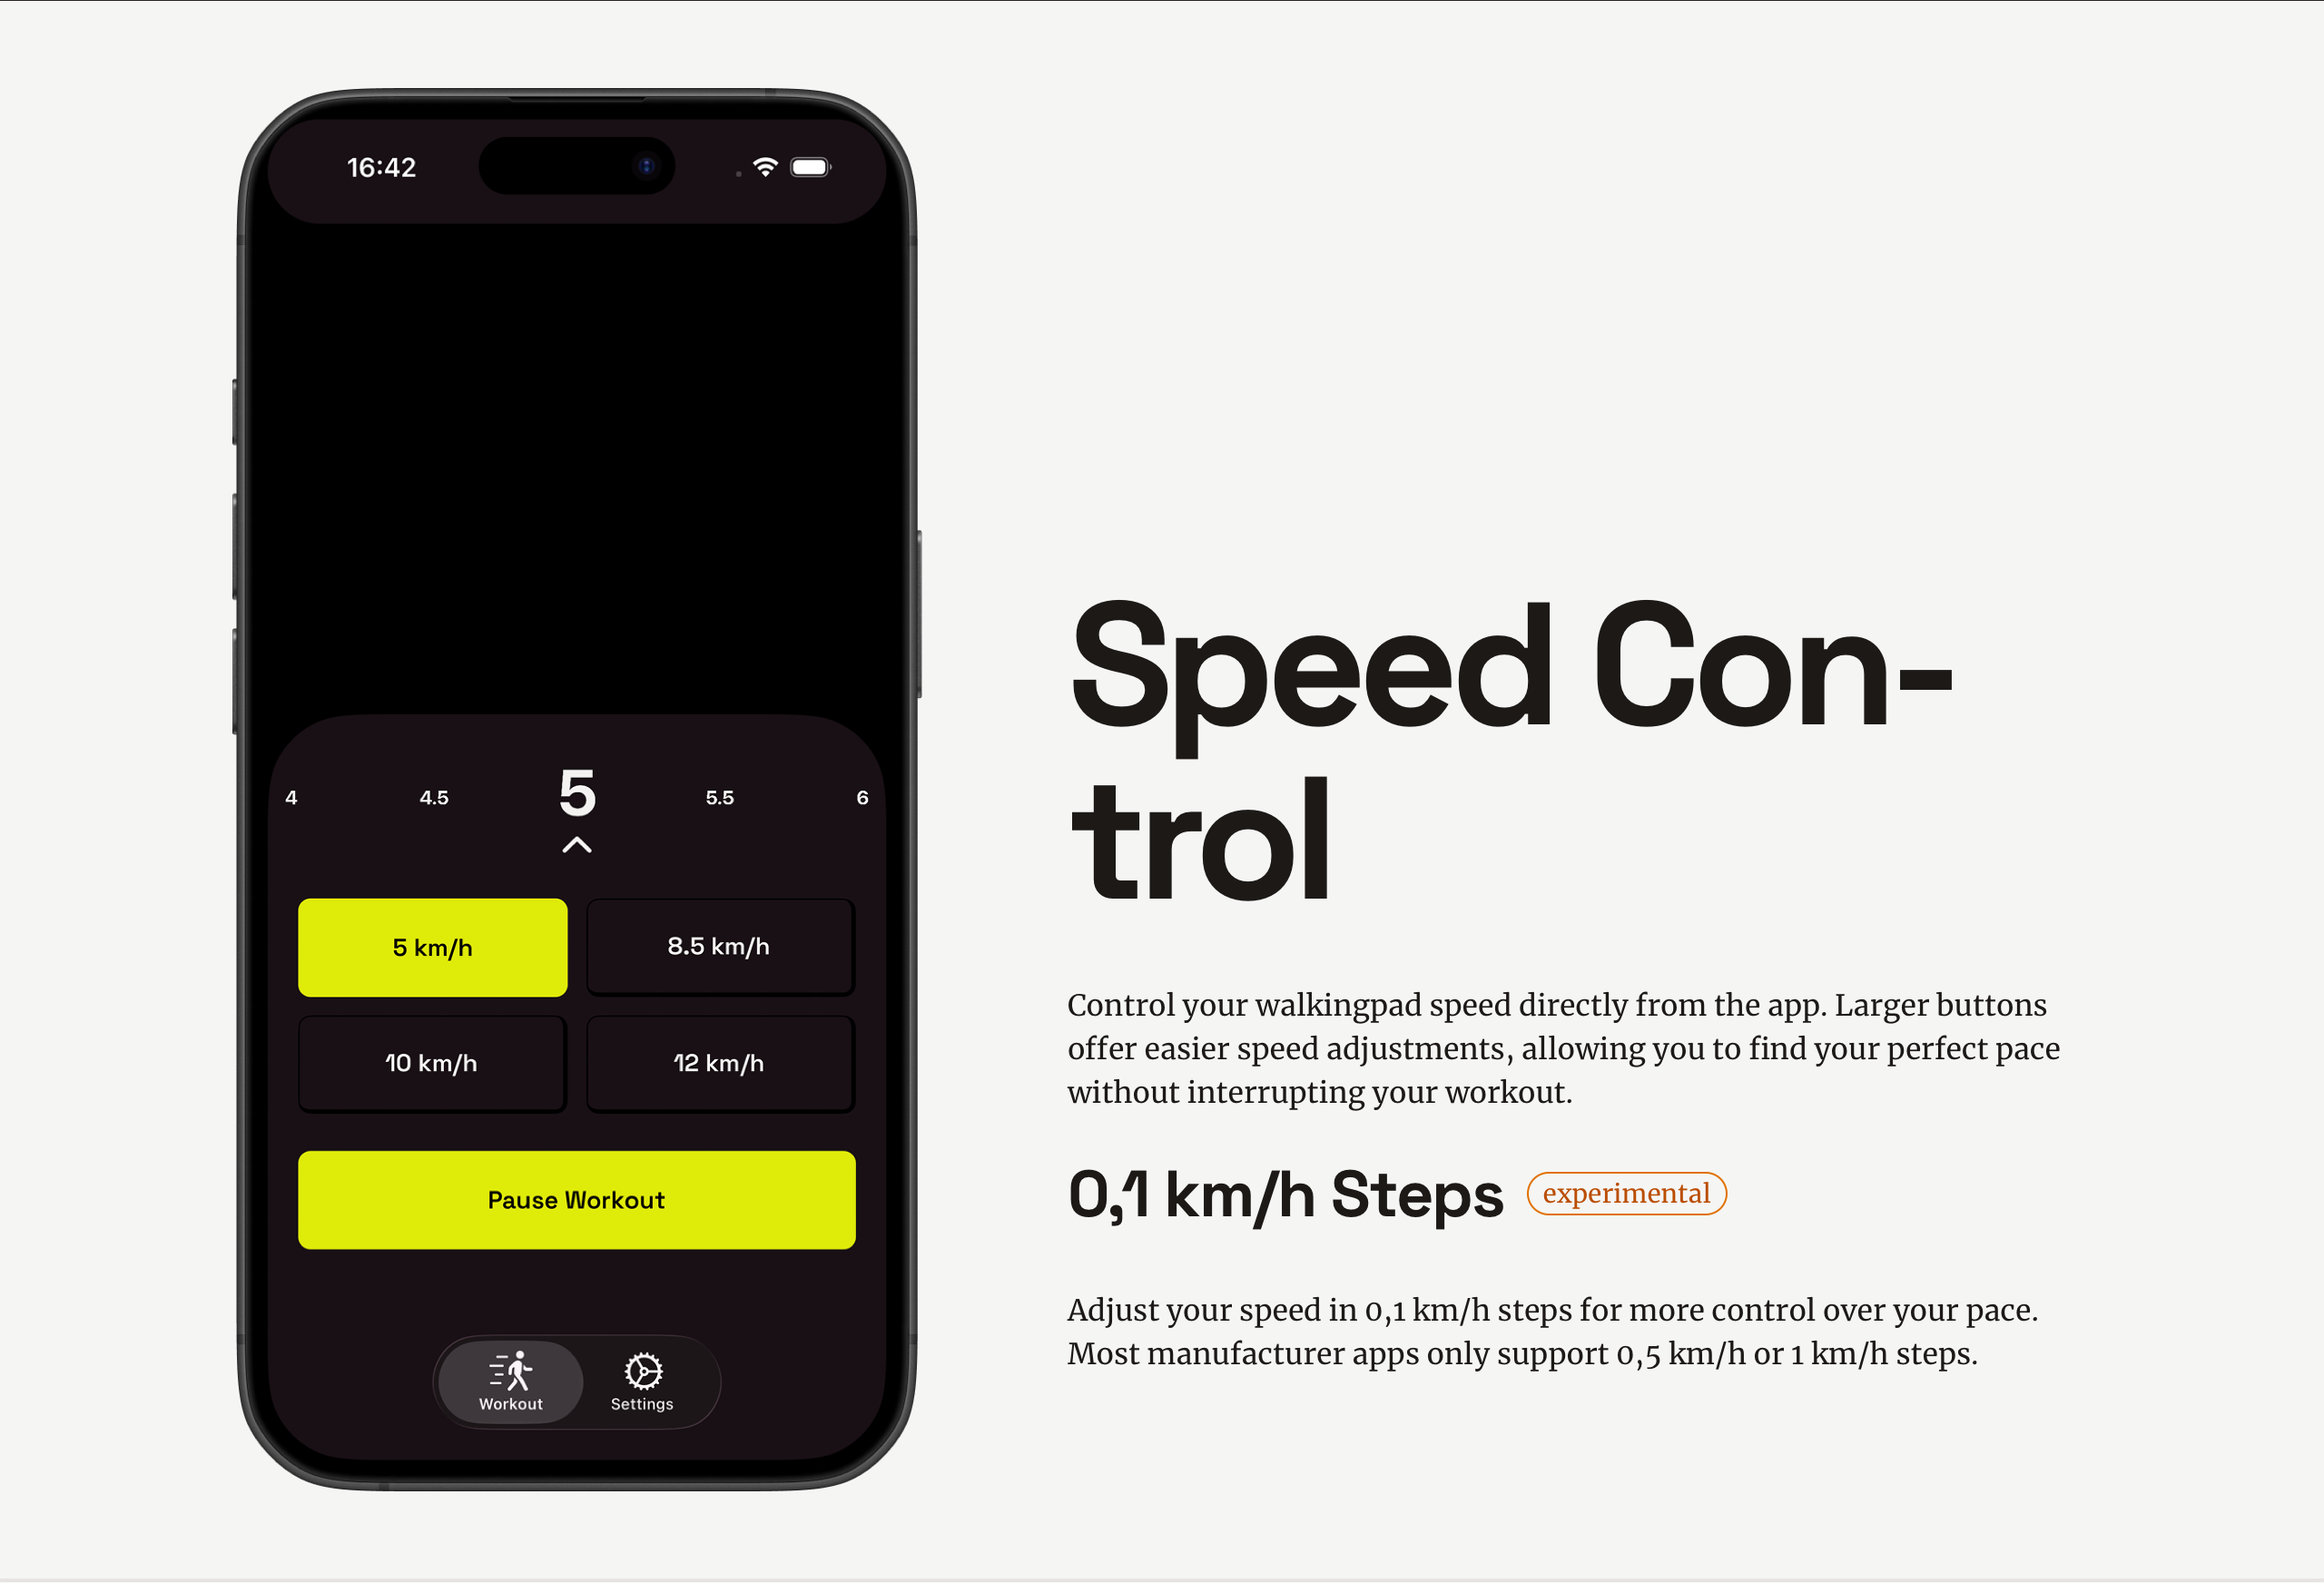 16:42
4 4.5 5 5.5 6
5 km/h 8.5 km/h
10 km/h 12 km/h
Pause Workout
Workout Settings
Speed Con-
trol
Control your walkingpad speed directly from the app. Larger buttons
offer easier speed adjustments, allowing you to find your perfect pace
without interrupting your workout.
0,1 km/h Steps experimental
Adjust your speed in 0,1 km/h steps for more control over your pace.
Most manufacturer apps only support 0,5 km/h or 1 km/h steps.